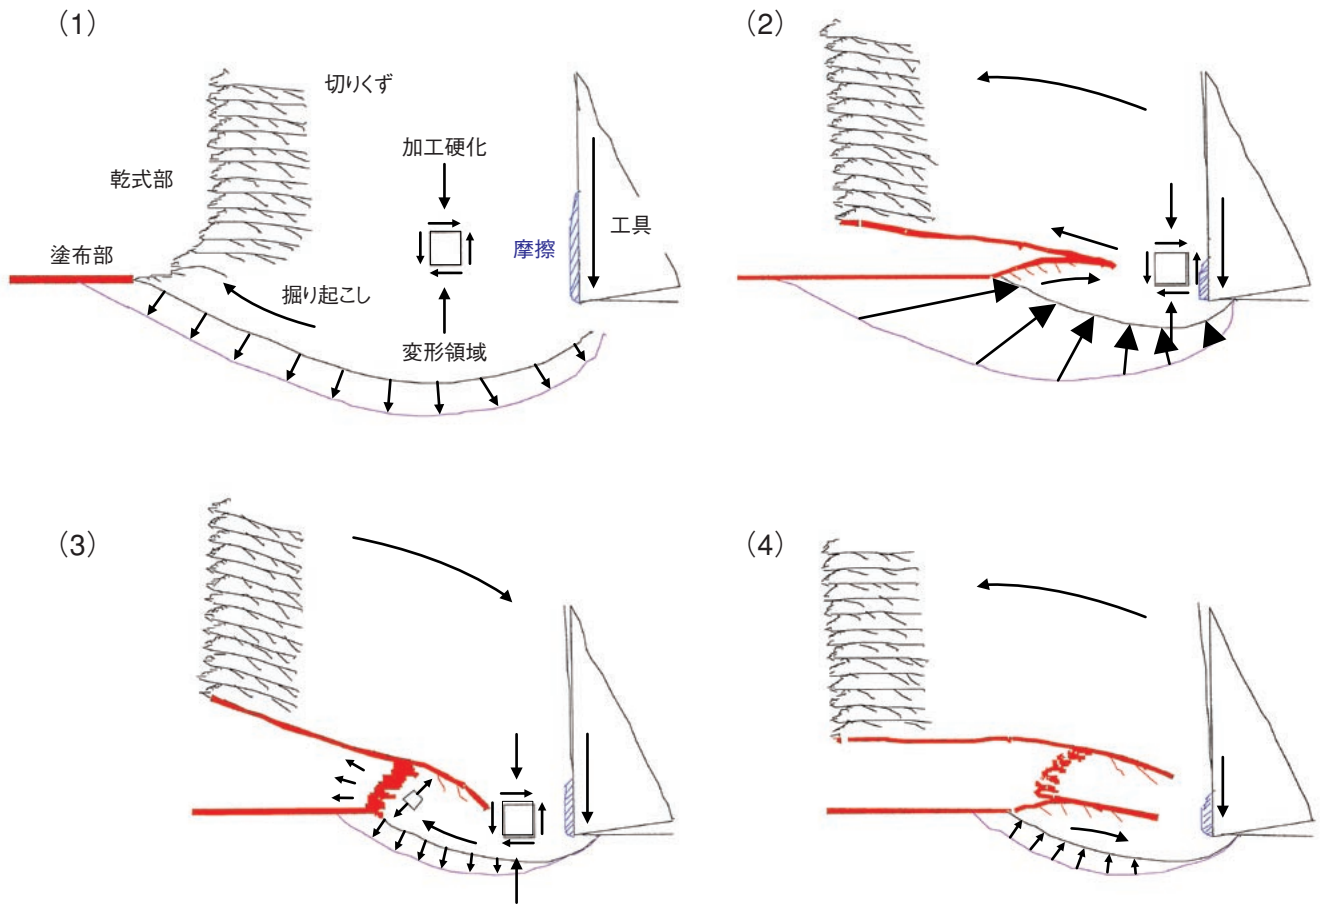 (1)
(2)
切りくず
加工硬化
乾式部
工具
摩擦
塗布部
掘り起こし
変形領域
(3)
(4)